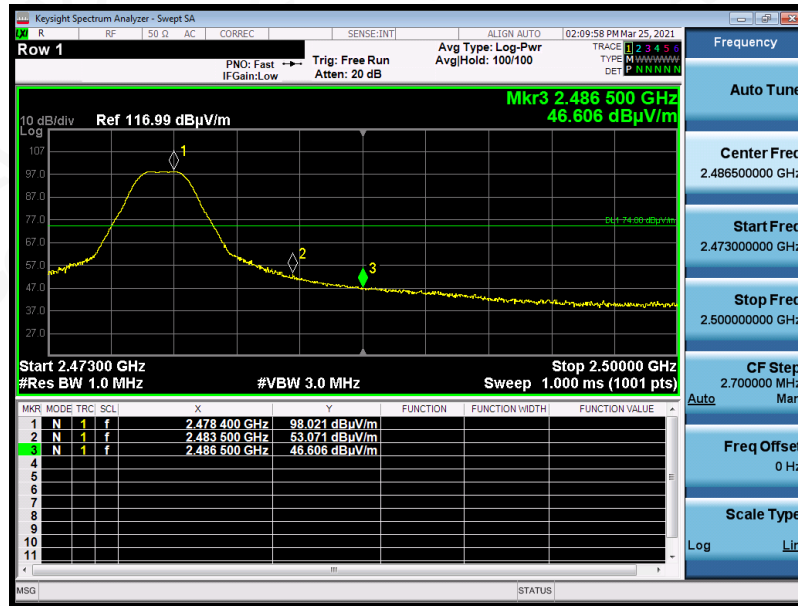 Keysight Spectrum Analyzer - Swept SA
LXI R RF 50 Ω AC CORREC SENSE:INT ALIGN AUTO 02:09:58 PM Mar 25, 2021
Row 1
PNO: Fast
IFGain:Low
Trig: Free Run
Atten: 20 dB
Avg Type: Log-Pwr
Avg|Hold: 100/100
TRACE 1 2 3 4 5 6
TYPE M W W W W W
DET P N N N N N
Mkr3 2.486 500 GHz
46.606 dBµV/m
10 dB/div Ref 116.99 dBµV/m
Log
107
97.0
87.0
77.0
67.0
57.0
47.0
37.0
27.0
1
2
3
DL1 74.00 dBµV/m
Start 2.47300 GHz Stop 2.50000 GHz
#Res BW 1.0 MHz #VBW 3.0 MHz Sweep 1.000 ms (1001 pts)
MKR MODE TRC SCL X Y FUNCTION FUNCTION WIDTH FUNCTION VALUE
1 N 1 f 2.478 400 GHz 98.021 dBµV/m
2 N 1 f 2.483 500 GHz 53.071 dBµV/m
3 N 1 f 2.486 500 GHz 46.606 dBµV/m
4
5
6
7
8
9
10
11
MSG STATUS
Frequency
Auto Tune
Center Freq
2.486500000 GHz
Start Freq
2.473000000 GHz
Stop Freq
2.500000000 GHz
CF Step
2.700000 MHz
Auto Man
Freq Offset
0 Hz
Scale Type
Log Lin